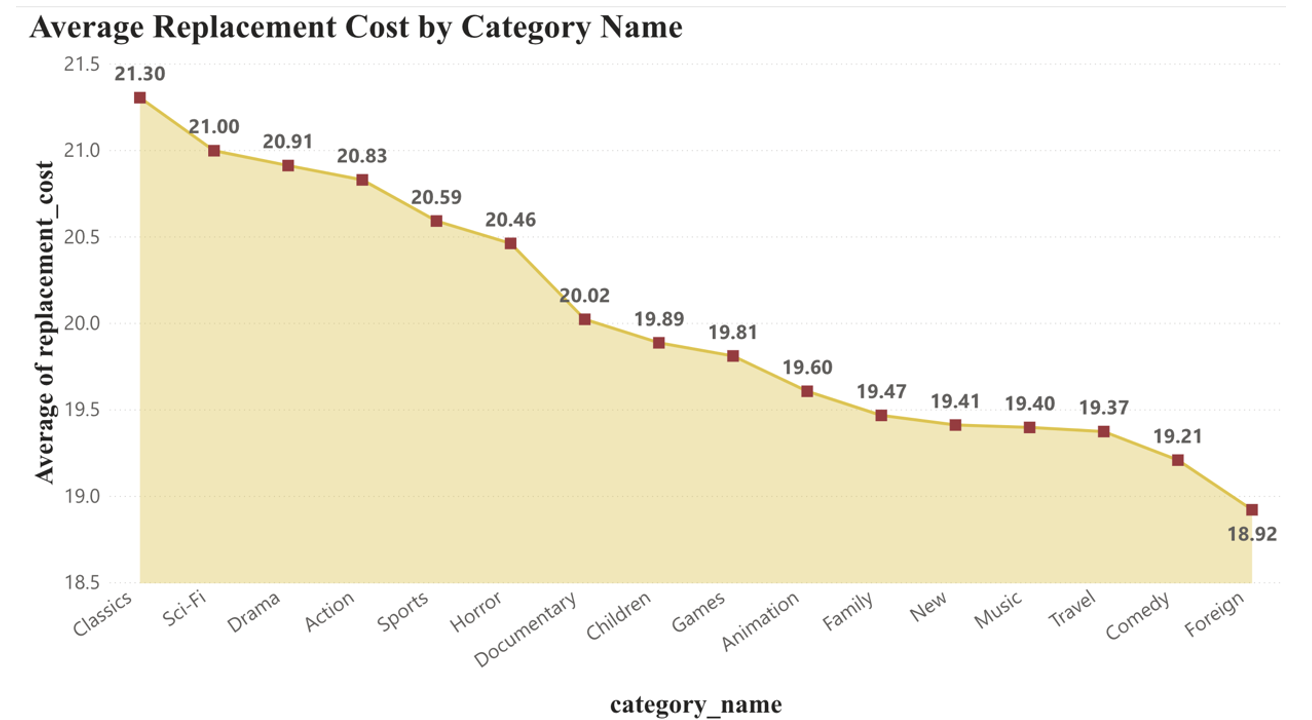 Average Replacement Cost by Category Name
Average of replacement_cost
21.5
21.0
20.5
20.0
19.5
19.0
18.5
21.30
21.00
20.91
20.83
20.59
20.46
20.02
19.89
19.81
19.60
19.47
19.41
19.40
19.37
19.21
18.92
Classics
Sci-Fi
Drama
Action
Sports
Horror
Documentary
Children
Games
Animation
Family
New
Music
Travel
Comedy
Foreign
category_name